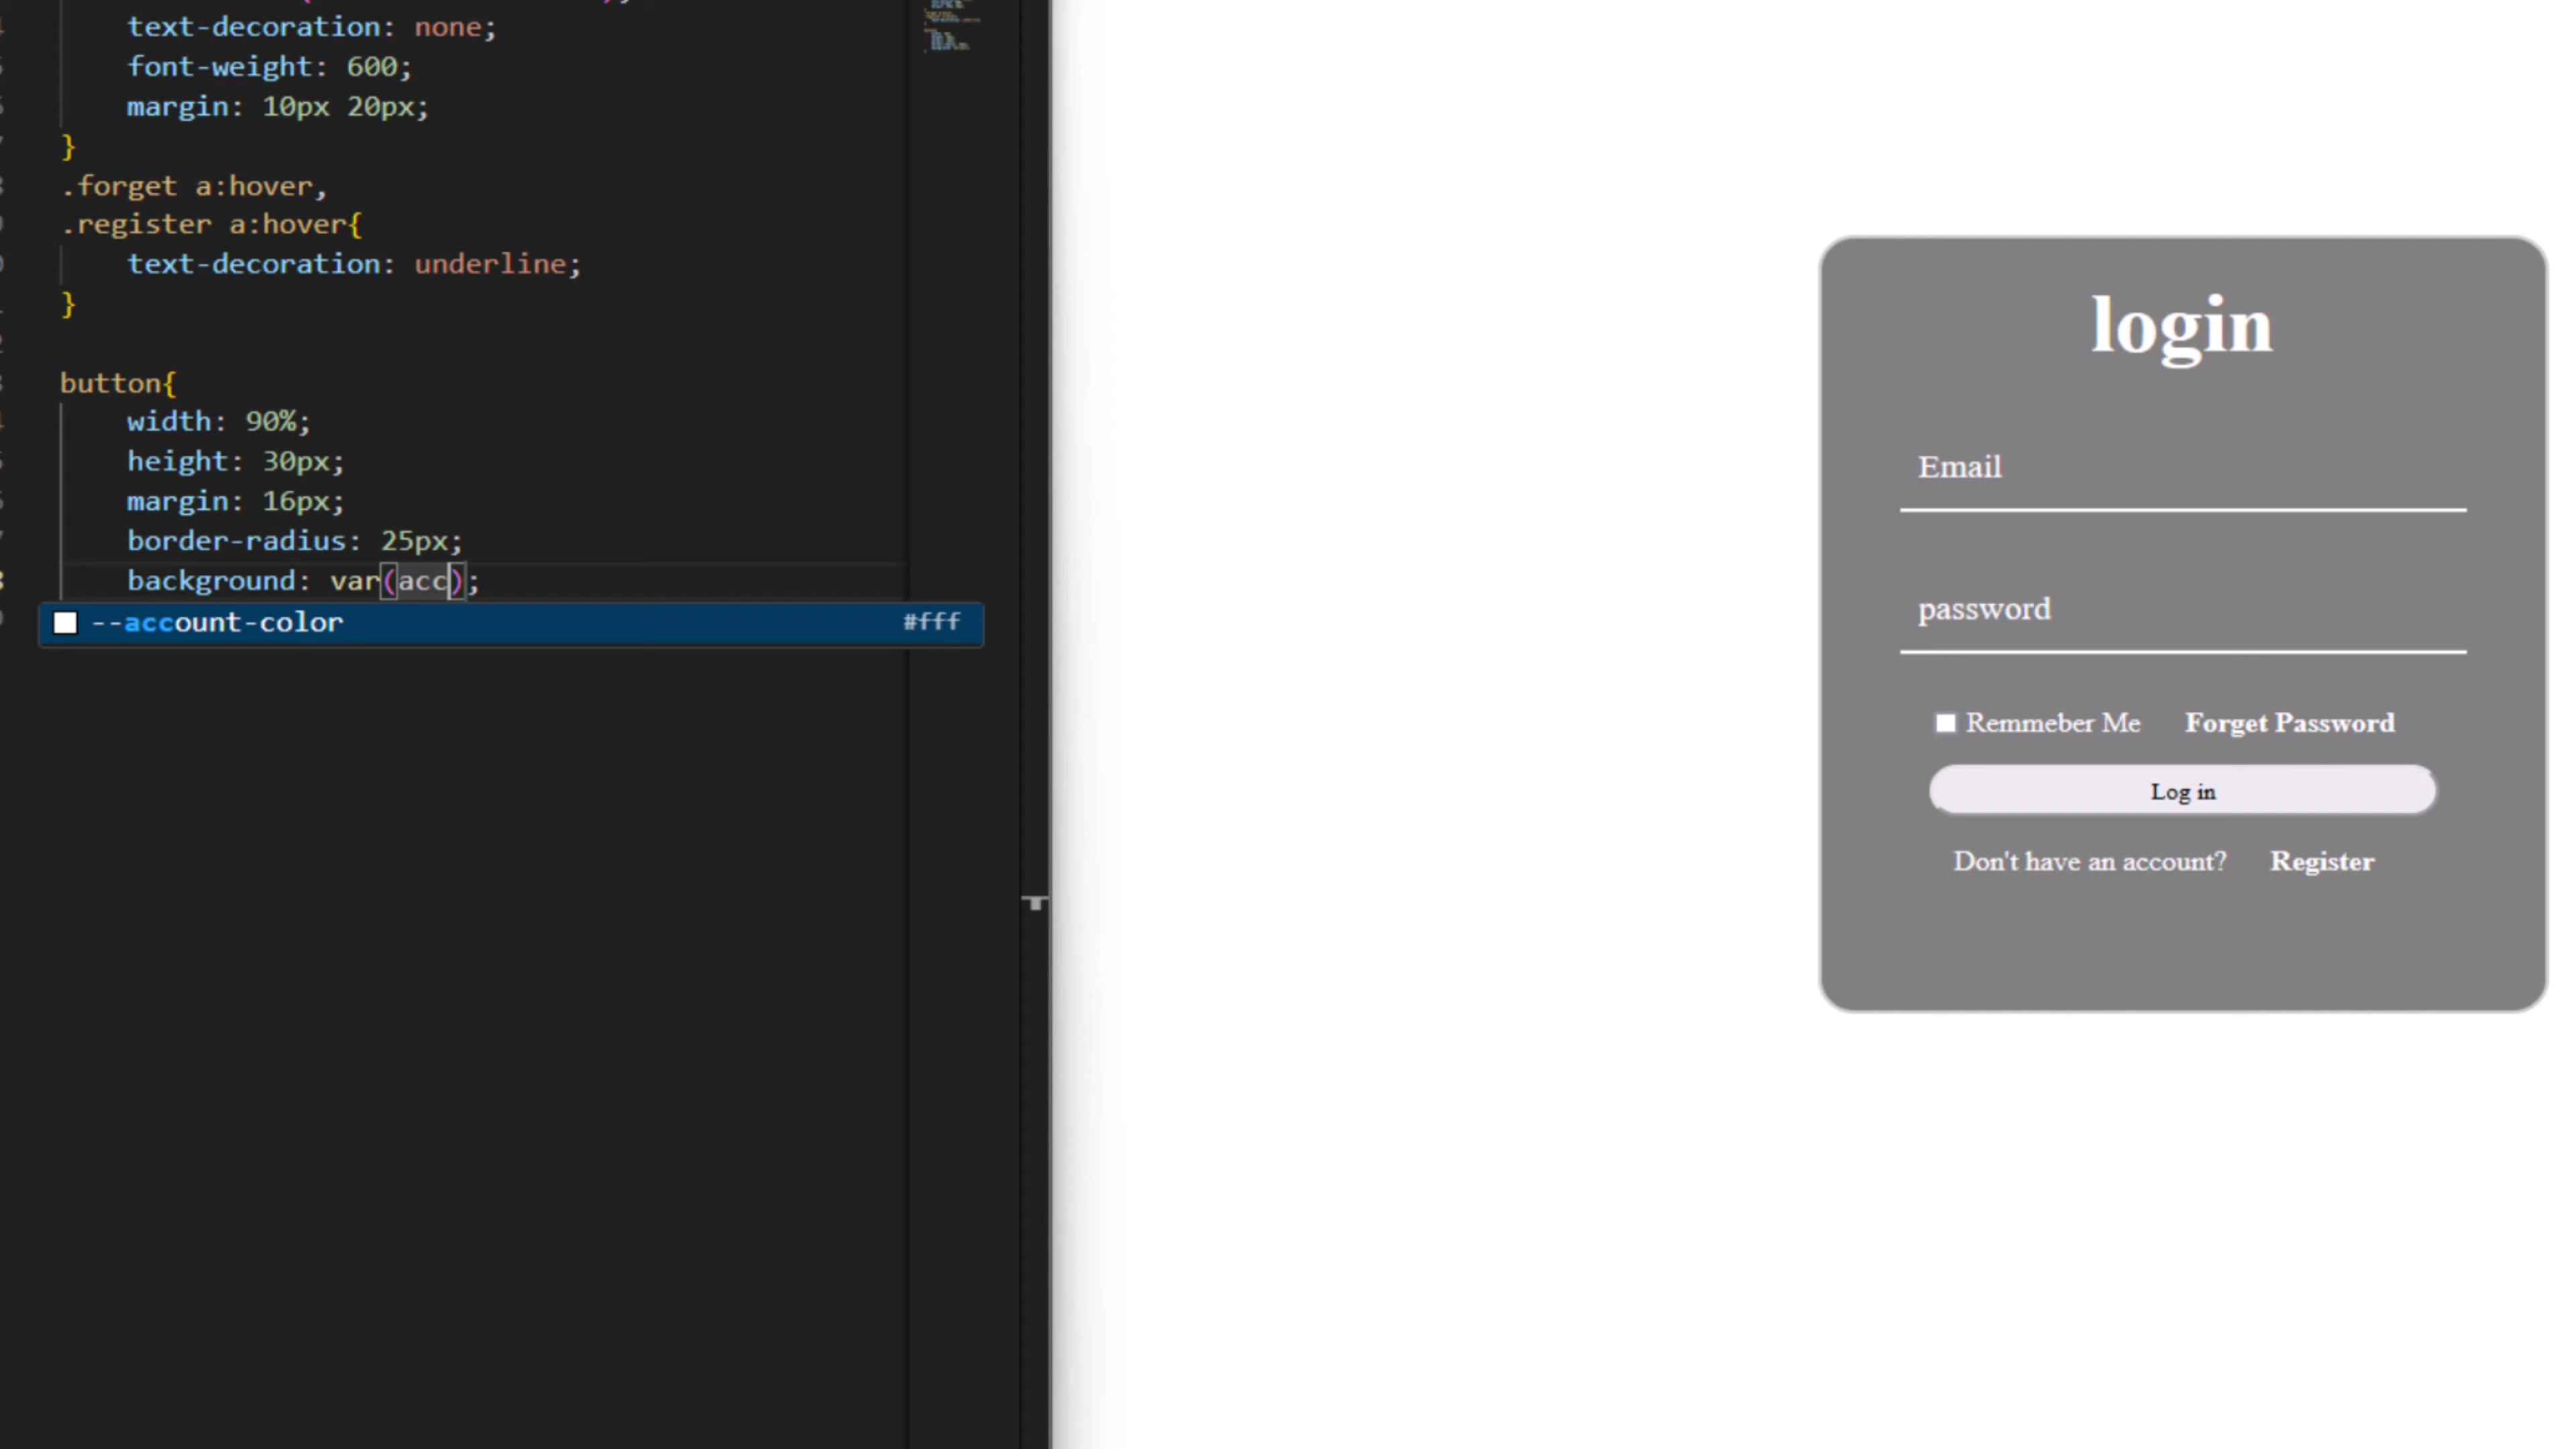 text-decoration: none;
font-weight: 600;
margin: 10px 20px;
}
.forget a:hover,
.register a:hover{
text-decoration: underline;
}
button{
width: 90%;
height: 30px;
margin: 16px;
border-radius: 25px;
background: var(acc);
--account-color #fff
login
Email
password
Remmeber Me Forget Password
Log in
Don't have an account? Register